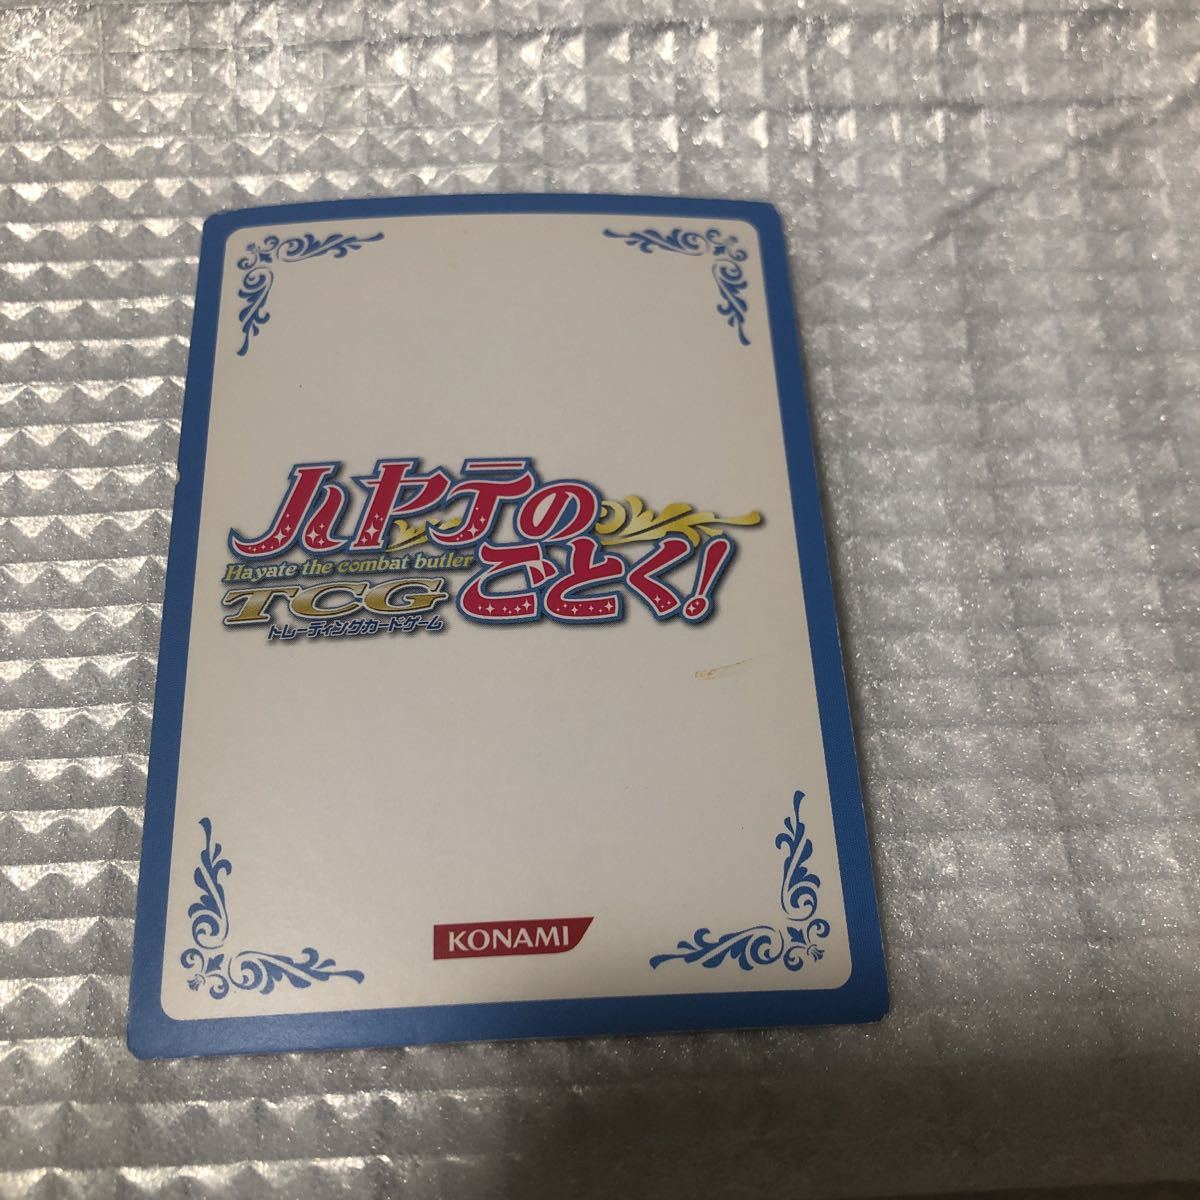 ハヤテの
ごとく!
Hayate the combat butler
TCG
トレーディングカードゲーム
KONAMI